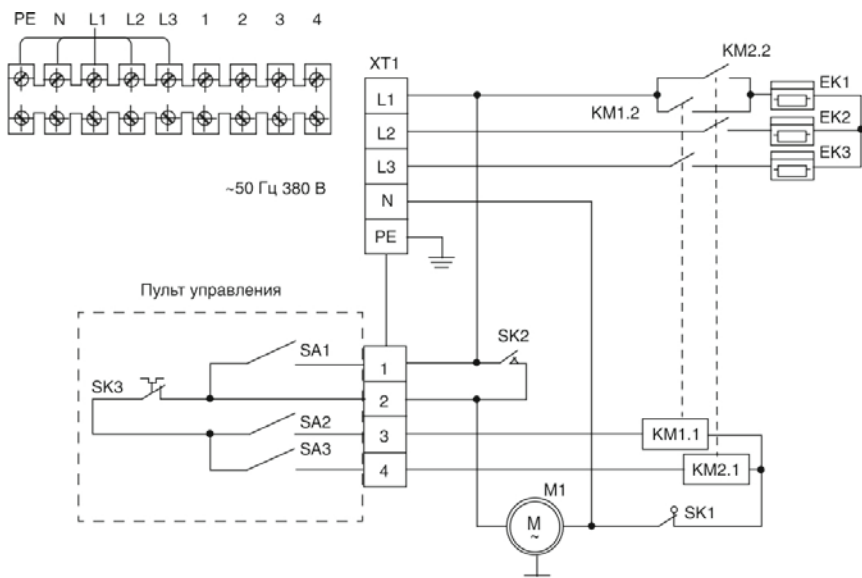 PE N L1 L2 L3 1 2 3 4
XT1
KM2.2
L1
EK1
KM1.2
L2
EK2
L3
EK3
~50 Гц 380 В
N
PE
Пульт управления
SA1
SK2
1
SK3
2
SA2
3
KM1.1
SA3
4
KM2.1
M1
M
~
SK1